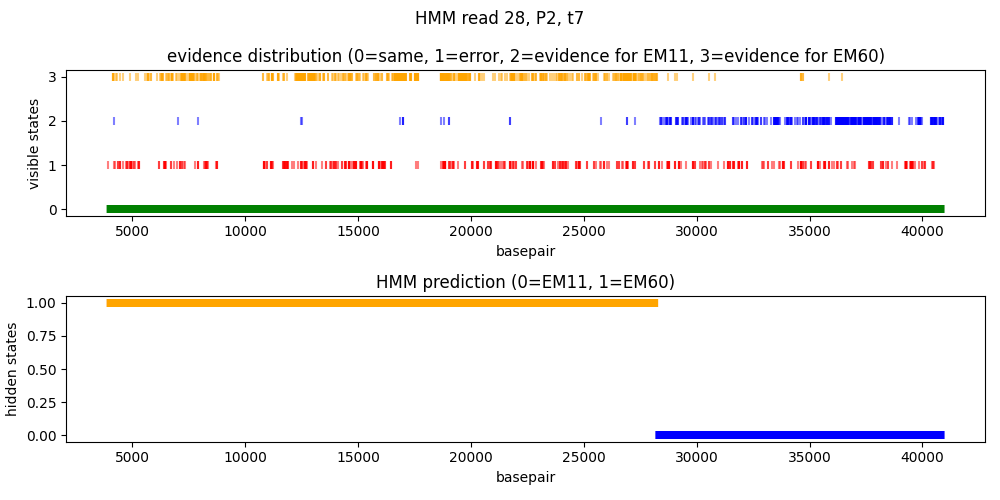 HMM read 28, P2, t7
evidence distribution (0=same, 1=error, 2=evidence for EM11, 3=evidence for EM60)
visible states
3
2
1
0
5000 10000 15000 20000 25000 30000 35000 40000
basepair
HMM prediction (0=EM11, 1=EM60)
hidden states
1.00
0.75
0.50
0.25
0.00
5000 10000 15000 20000 25000 30000 35000 40000
basepair